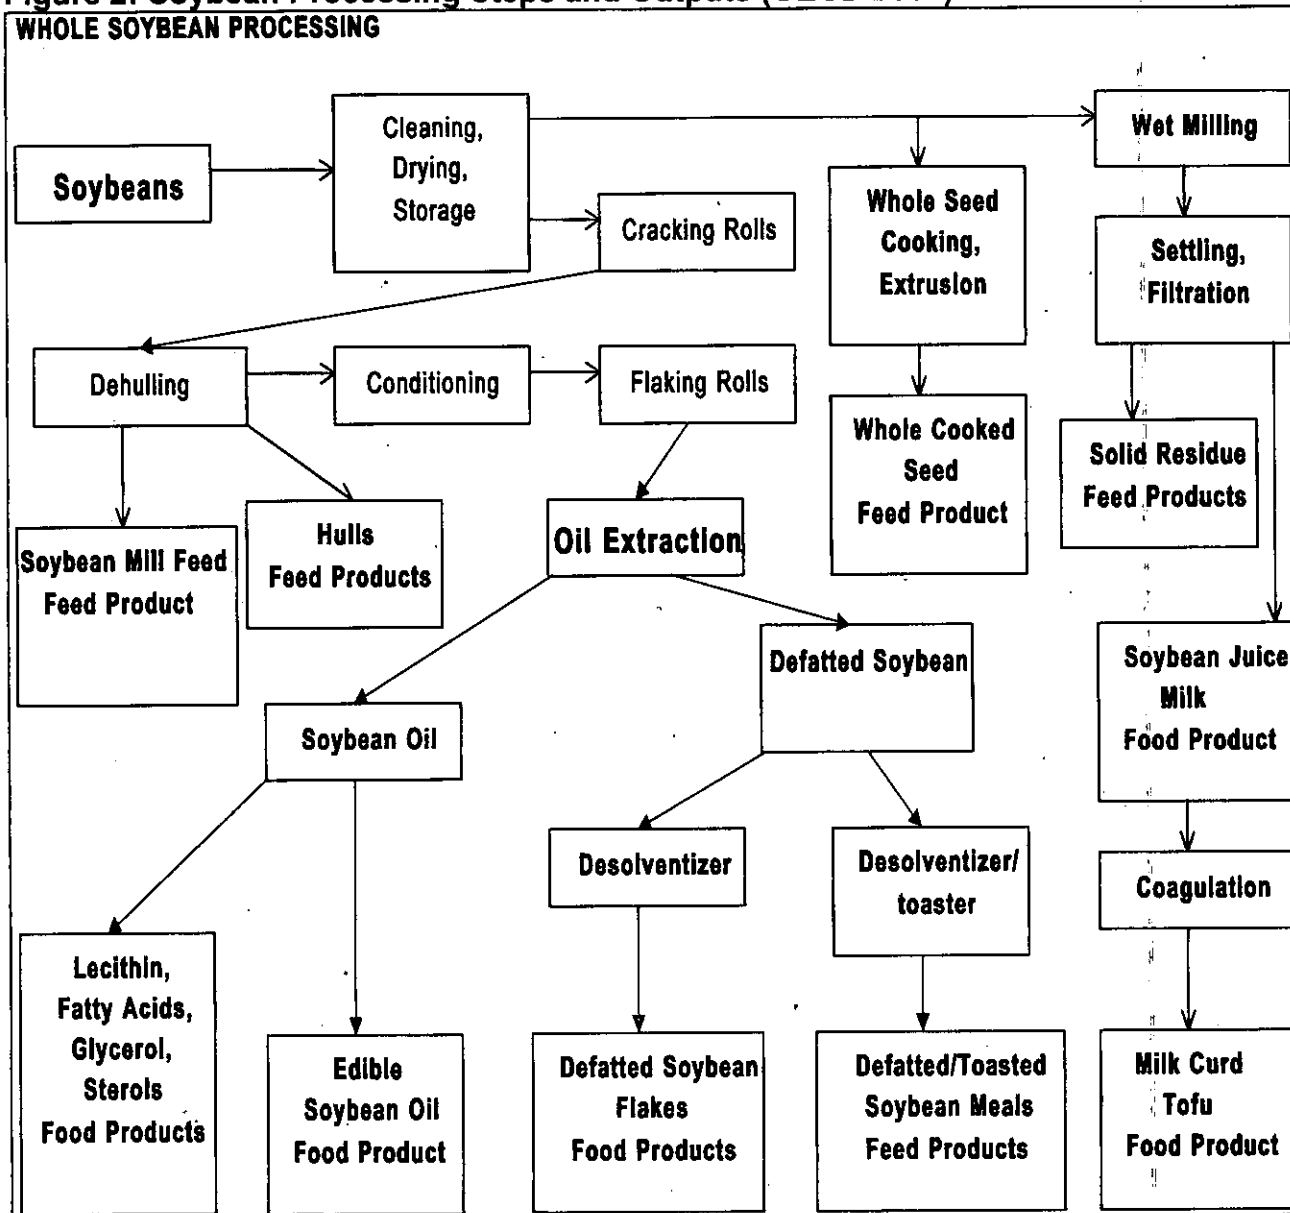 WHOLE SOYBEAN PROCESSING
Soybeans
Cleaning,
Drying,
Storage
Cracking Rolls
Whole Seed
Cooking,
Extrusion
Wet Milling
Settling,
Filtration
Dehulling
Conditioning
Flaking Rolls
Whole Cooked
Seed
Feed Product
Solid Residue
Feed Products
Soybean Mill Feed
Feed Product
Hulls
Feed Products
Oil Extraction
Defatted Soybean
Soybean Juice
Milk
Food Product
Soybean Oil
Desolventizer
Desolventizer/
toaster
Coagulation
Lecithin,
Fatty Acids,
Glycerol,
Sterols
Food Products
Edible
Soybean Oil
Food Product
Defatted Soybean
Flakes
Food Products
Defatted/Toasted
Soybean Meals
Feed Products
Milk Curd
Tofu
Food Product